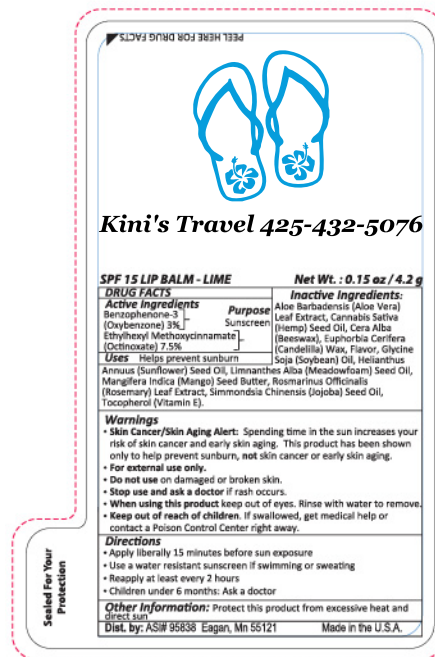 PEEL HERE FOR DRUG FACTS
Kini's Travel 425-432-5076
SPF 15 LIP BALM - LIME Net Wt. : 0.15 oz / 4.2 g
DRUG FACTS
Active Ingredients
Purpose
Benzophenone-3
(Oxybenzone) 3%
Sunscreen
Ethylhexyl Methoxycinnamate
(Octinoxate) 7.5%
Uses Helps prevent sunburn
Inactive Ingredients:
Aloe Barbadensis (Aloe Vera)
Leaf Extract, Cannabis Sativa
(Hemp) Seed Oil, Cera Alba
(Beeswax), Euphorbia Cerifera
(Candelilla) Wax, Flavor, Glycine
Soja (Soybean) Oil, Helianthus
Annuus (Sunflower) Seed Oil, Limnanthes Alba (Meadowfoam) Seed Oil,
Mangifera Indica (Mango) Seed Butter, Rosmarinus Officinalis
(Rosemary) Leaf Extract, Simmondsia Chinensis (Jojoba) Seed Oil,
Tocopherol (Vitamin E).
Warnings
• Skin Cancer/Skin Aging Alert: Spending time in the sun increases your
risk of skin cancer and early skin aging. This product has been shown
only to help prevent sunburn, not skin cancer or early skin aging.
• For external use only.
• Do not use on damaged or broken skin.
• Stop use and ask a doctor if rash occurs.
• When using this product keep out of eyes. Rinse with water to remove.
• Keep out of reach of children. If swallowed, get medical help or
contact a Poison Control Center right away.
Directions
• Apply liberally 15 minutes before sun exposure
• Use a water resistant sunscreen if swimming or sweating
• Reapply at least every 2 hours
• Children under 6 months: Ask a doctor
Other Information: Protect this product from excessive heat and
direct sun
Dist. by: ASI# 95838 Eagan, Mn 55121 Made in the U.S.A.
Sealed For Your
Protection